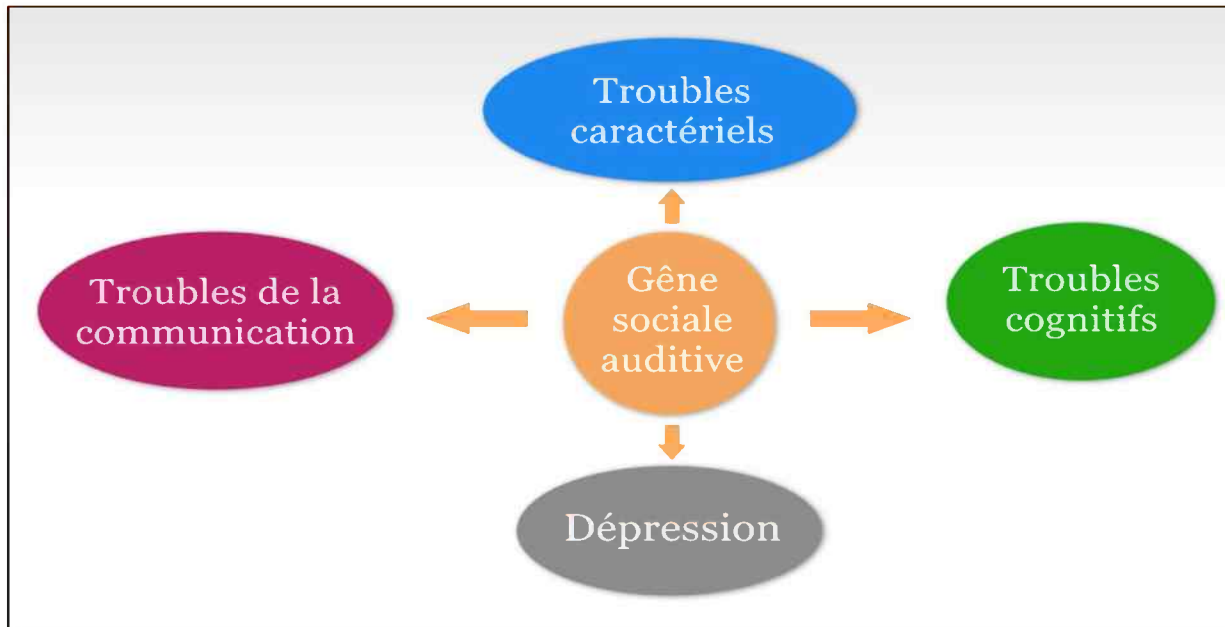 Troubles
caractériels
Troubles de la
communication
Gêne
sociale
auditive
Troubles
cognitifs
Dépression